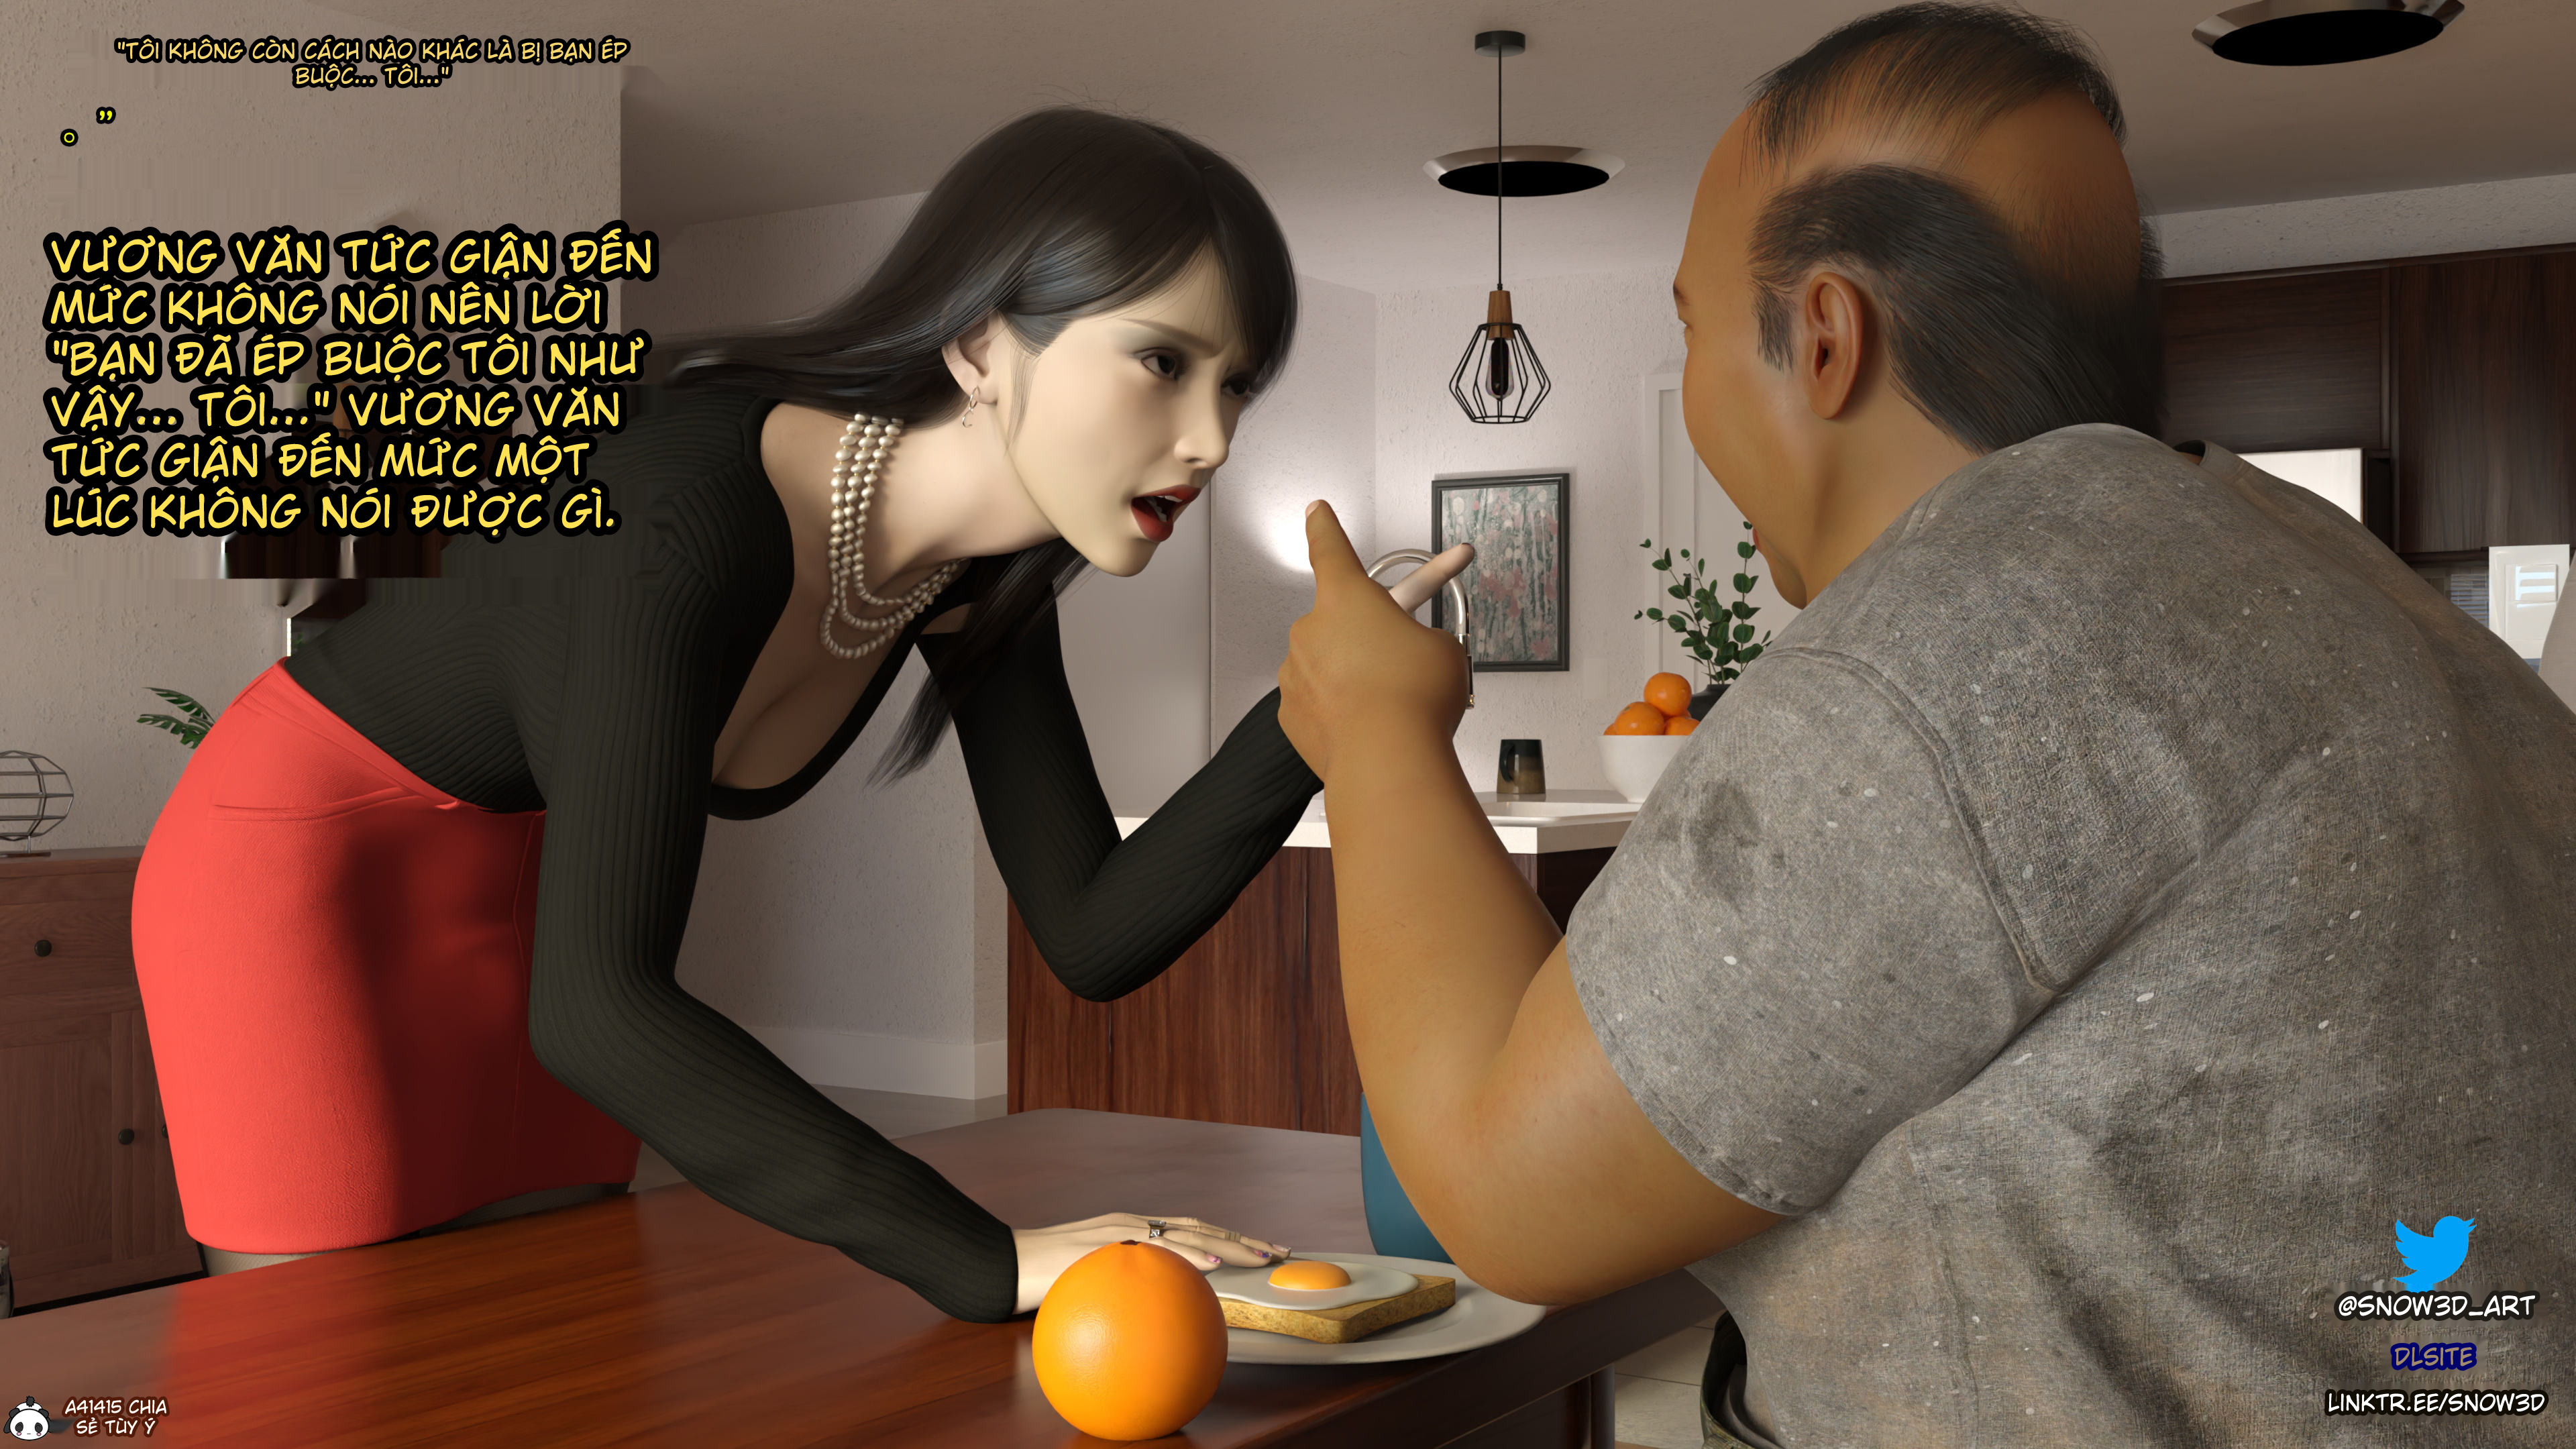 "TÔI KHÔNG CÒN CÁCH NÀO KHÁC LÀ BỊ BẠN ÉP
BUỘC... TÔI..."
。”
VƯƠNG VĂN TỨC GIẬN ĐẾN
MỨC KHÔNG NÓI NÊN LỜI
"BẠN ĐÃ ÉP BUỘC TÔI NHƯ
VẬY... TÔI..." VƯƠNG VĂN
TỨC GIẬN ĐẾN MỨC MỘT
LÚC KHÔNG NÓI ĐƯỢC GÌ.
@SNOW3D_ART
DLSITE
LINKTR.EE/SNOW3D
A41415 CHIA
SẺ TÙY Ý